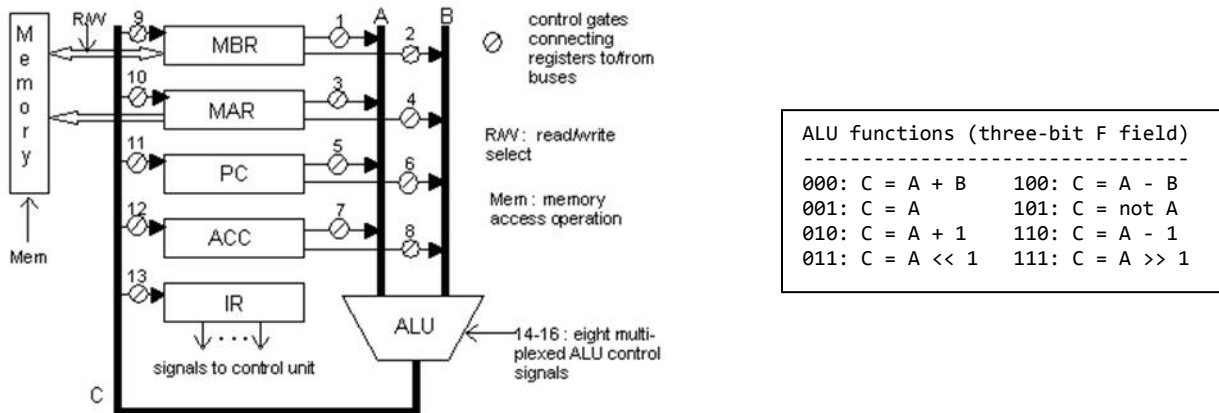 R/W
9
1
A
B
control gates
connecting
registers to/from
buses
Memory
MBR
2
10
3
MAR
4
R/W : read/write
select
11
5
PC
6
Mem : memory
access operation
12
7
ACC
8
Mem
13
IR
ALU
14-16 : eight multi-
plexed ALU control
signals
signals to control unit
C
ALU functions (three-bit F field)
---------------------------------
000: C = A + B 100: C = A - B
001: C = A 101: C = not A
010: C = A + 1 110: C = A - 1
011: C = A << 1 111: C = A >> 1